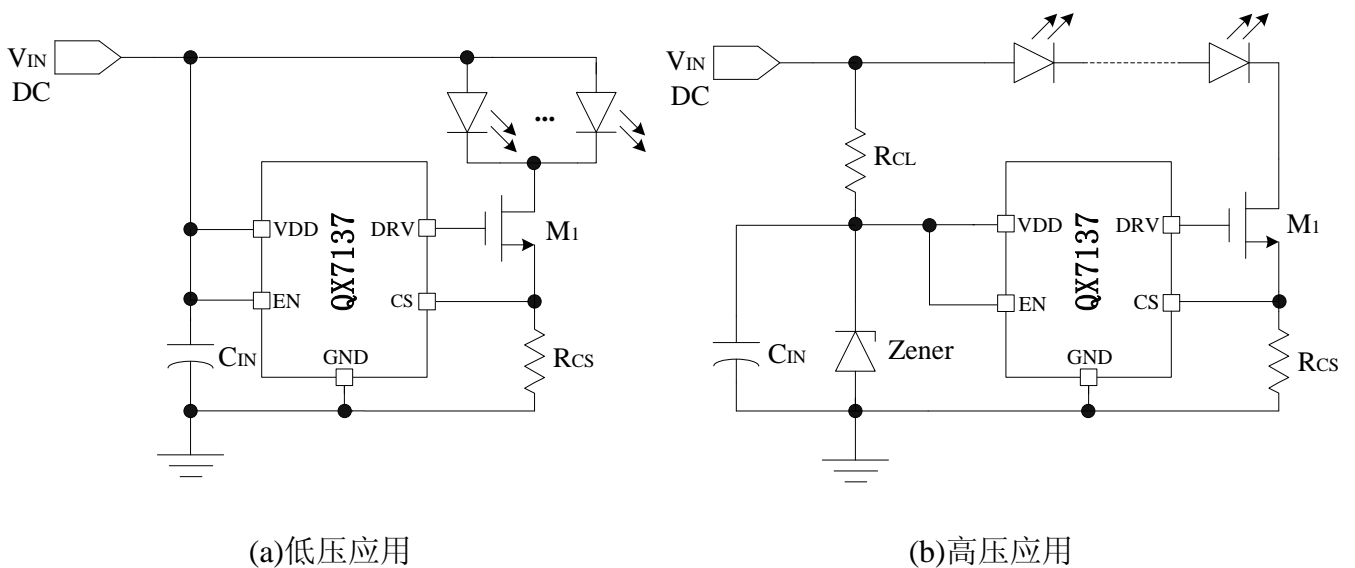 VIN
DC
...
VDD
DRV
M1
QX7137
EN
CS
CIN
GND
RCS
(a)低压应用
VIN
DC
RCL
VDD
DRV
M1
QX7137
EN
CS
CIN
Zener
GND
RCS
(b)高压应用